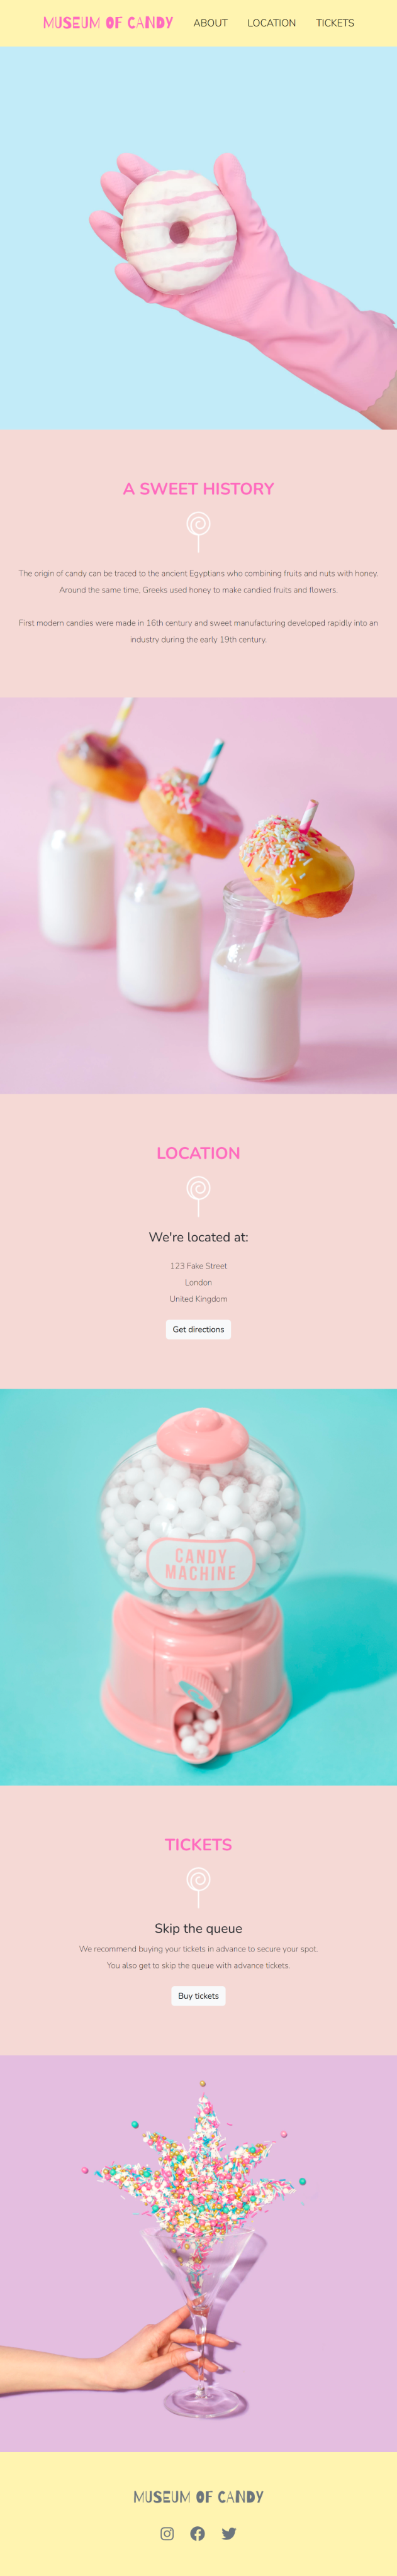 MUSEUM OF CANDY ABOUT LOCATION TICKETS
A SWEET HISTORY
The origin of candy can be traced to the ancient Egyptians who combining fruits and nuts with honey.
Around the same time, Greeks used honey to make candied fruits and flowers.
First modern candies were made in 16th century and sweet manufacturing developed rapidly into an
industry during the early 19th century.
LOCATION
We're located at:
123 Fake Street
London
United Kingdom
Get directions
CANDY
MACHINE
TICKETS
Skip the queue
We recommend buying your tickets in advance to secure your spot.
You also get to skip the queue with advance tickets.
Buy tickets
MUSEUM OF CANDY